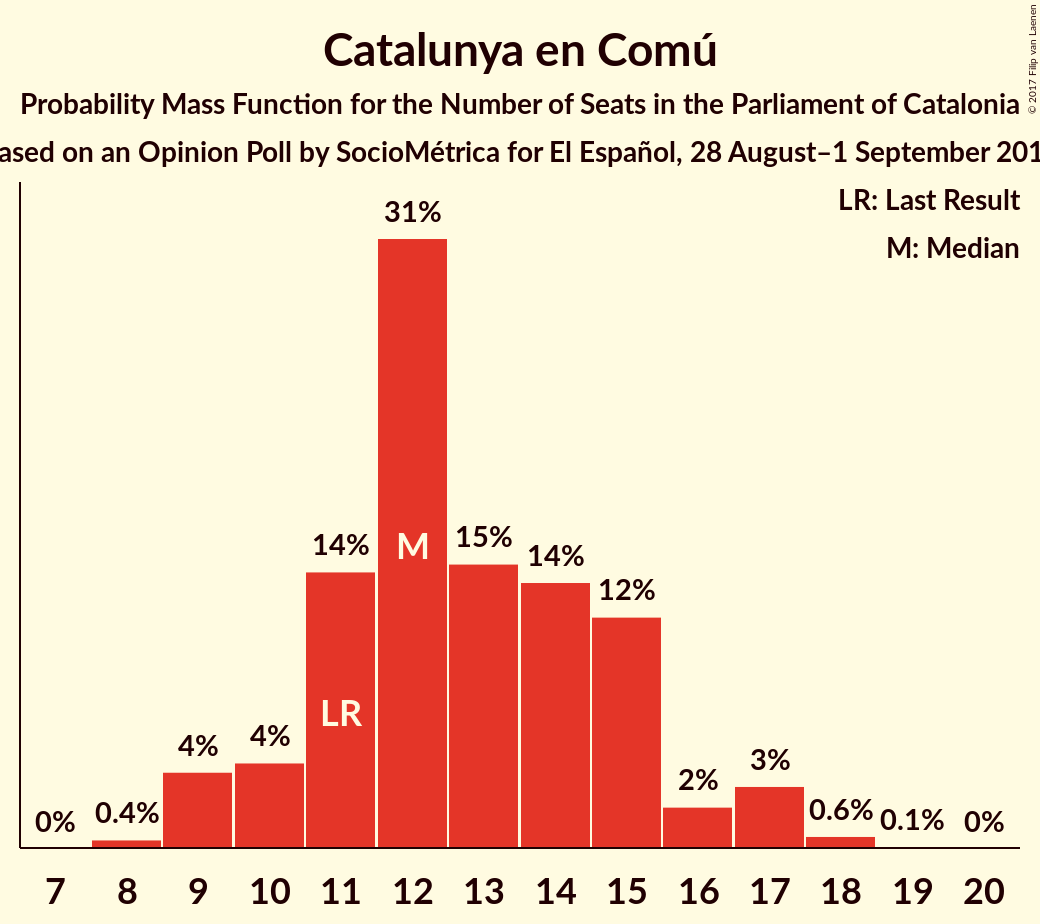 Catalunya en Comú
Probability Mass Function for the Number of Seats in the Parliament of Catalonia
on an Opinion Poll by SocioMétrica for El Español, 28 August–1 September
LR: Last Result
M: Median
© 2017 Filip van Laenen
31%
15%
14%
14%
12%
M
LR
4%
4%
3%
2%
0%
0.4%
0.6%
0.1%
0%
7 8 9 10 11 12 13 14 15 16 17 18 19 20